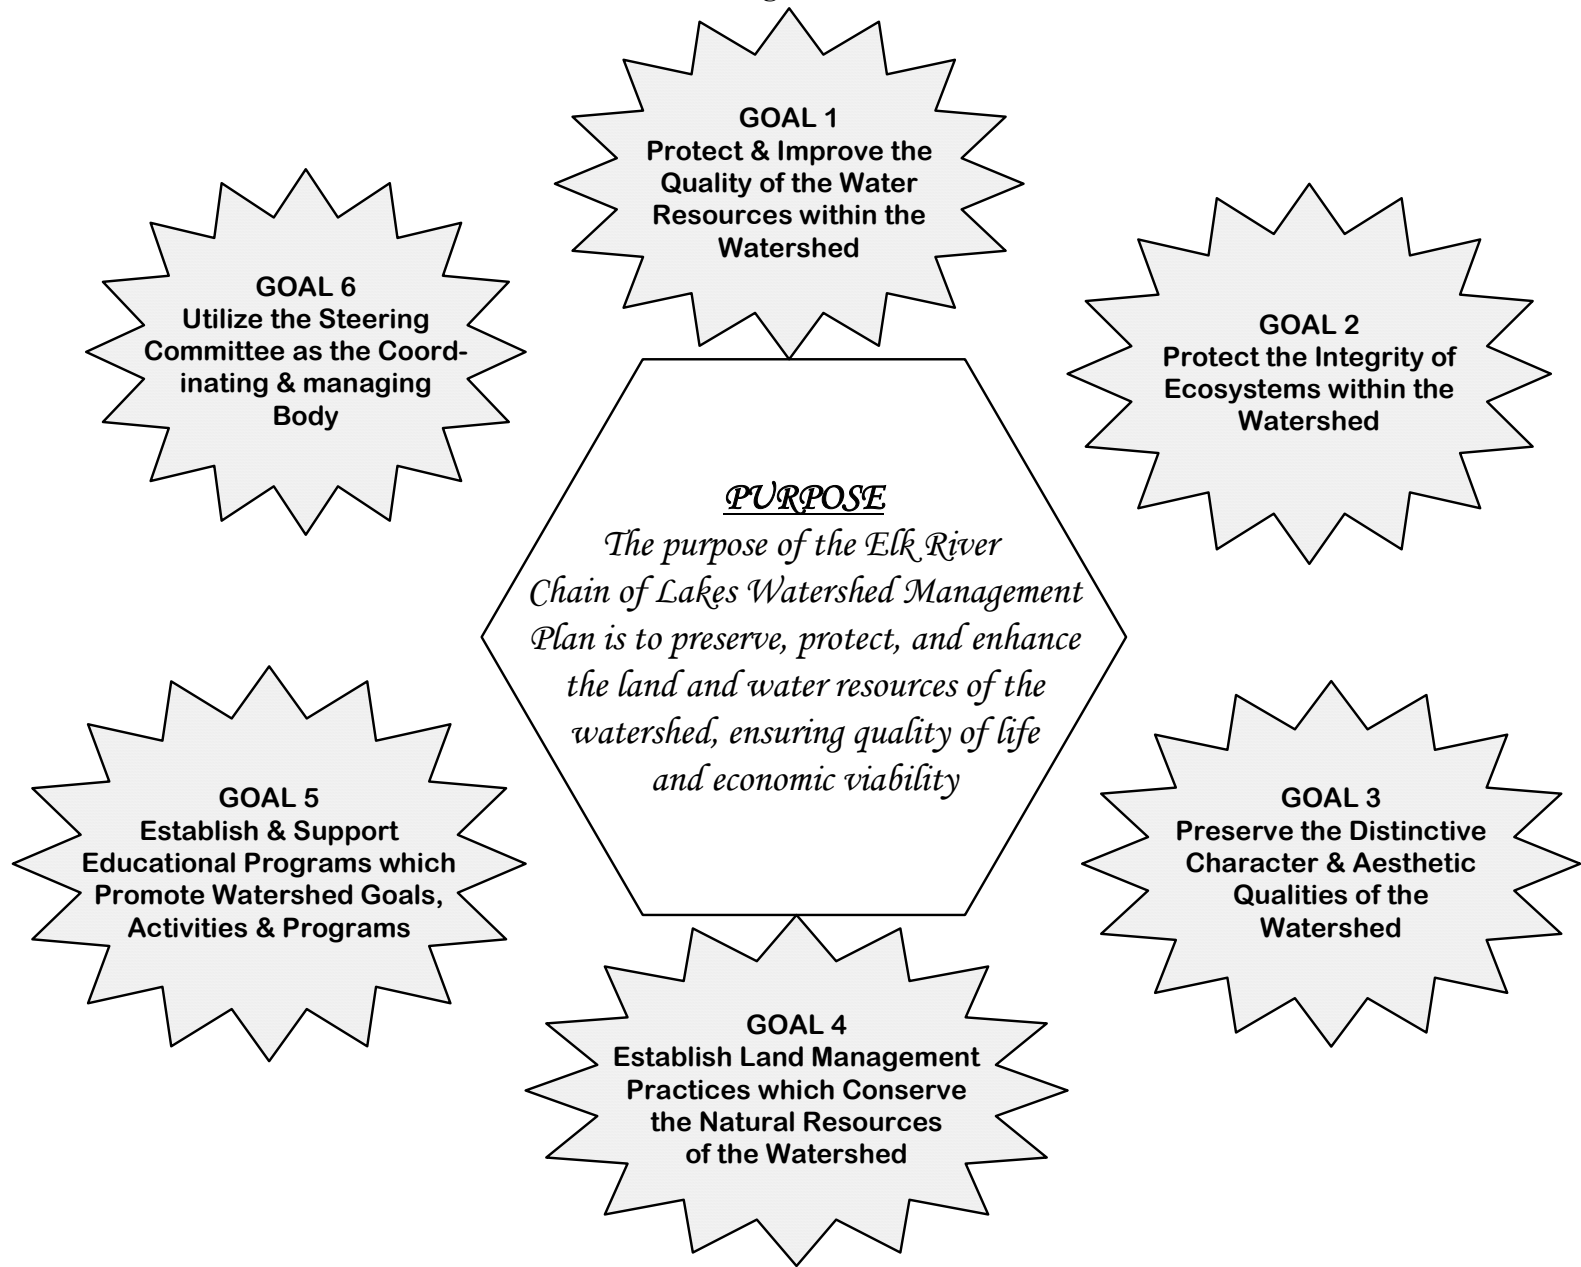 GOAL 1
Protect & Improve the
Quality of the Water
Resources within the
Watershed
GOAL 2
Protect the Integrity of
Ecosystems within the
Watershed
GOAL 3
Preserve the Distinctive
Character & Aesthetic
Qualities of the
Watershed
GOAL 4
Establish Land Management
Practices which Conserve
the Natural Resources
of the Watershed
GOAL 5
Establish & Support
Educational Programs which
Promote Watershed Goals,
Activities & Programs
GOAL 6
Utilize the Steering
Committee as the Coord-
inating & managing
Body
PURPOSE
The purpose of the Elk River
Chain of Lakes Watershed Management
Plan is to preserve, protect, and enhance
the land and water resources of the
watershed, ensuring quality of life
and economic viability